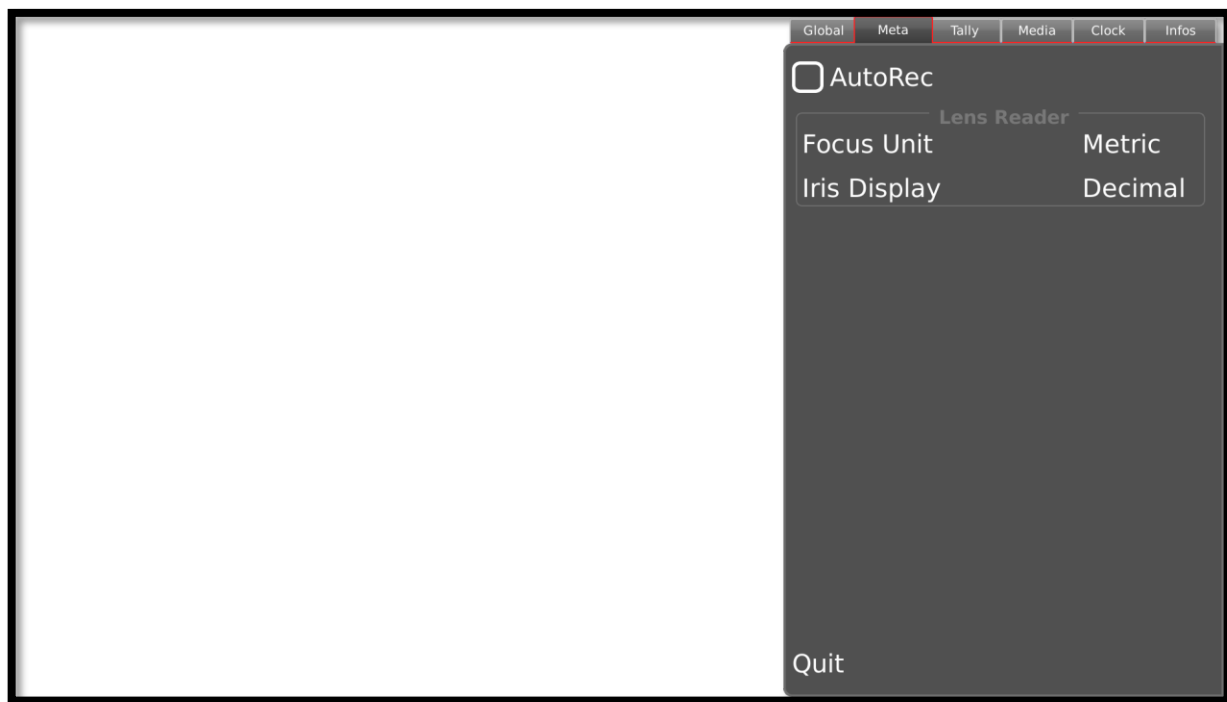 Global Meta Tally Media Clock Infos
AutoRec
Lens Reader
Focus Unit Metric
Iris Display Decimal
Quit